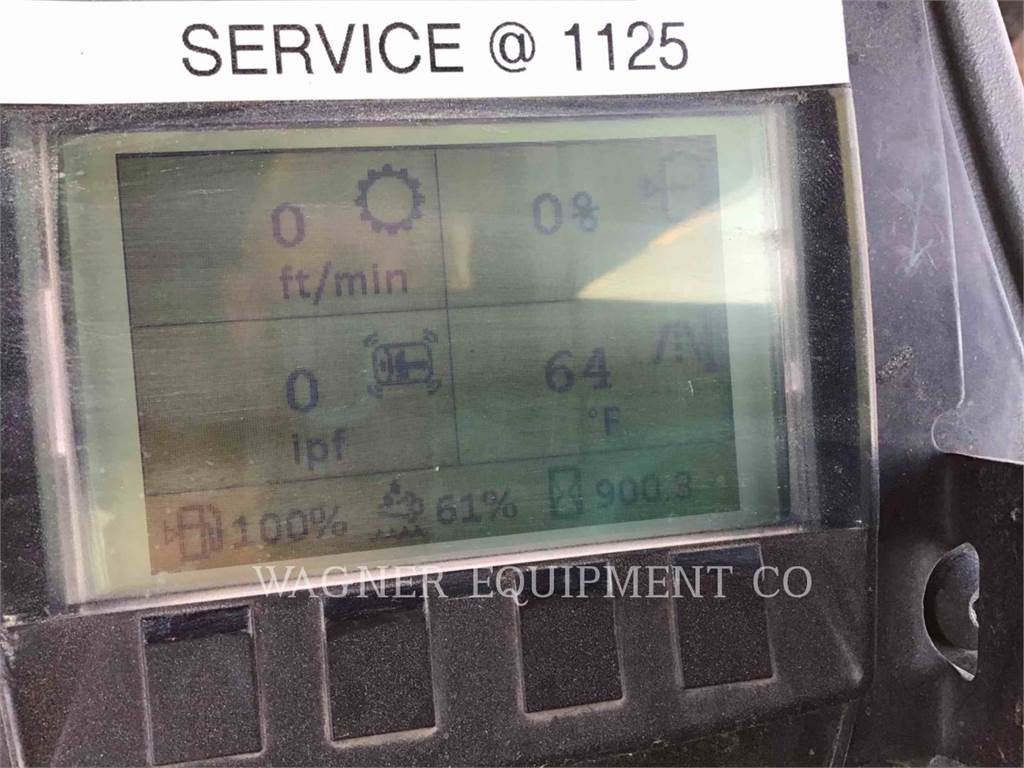 SERVICE @ 1125
0 0%
ft/min
0 64
ipf °F
100% 61% 900.3
WAGNER EQUIPMENT CO